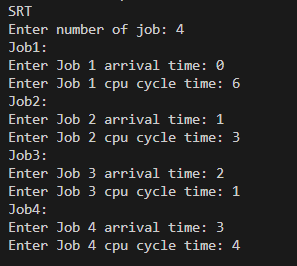 SRT
Enter number of job: 4
Job1:
Enter Job 1 arrival time: 0
Enter Job 1 cpu cycle time: 6
Job2:
Enter Job 2 arrival time: 1
Enter Job 2 cpu cycle time: 3
Job3:
Enter Job 3 arrival time: 2
Enter Job 3 cpu cycle time: 1
Job4:
Enter Job 4 arrival time: 3
Enter Job 4 cpu cycle time: 4